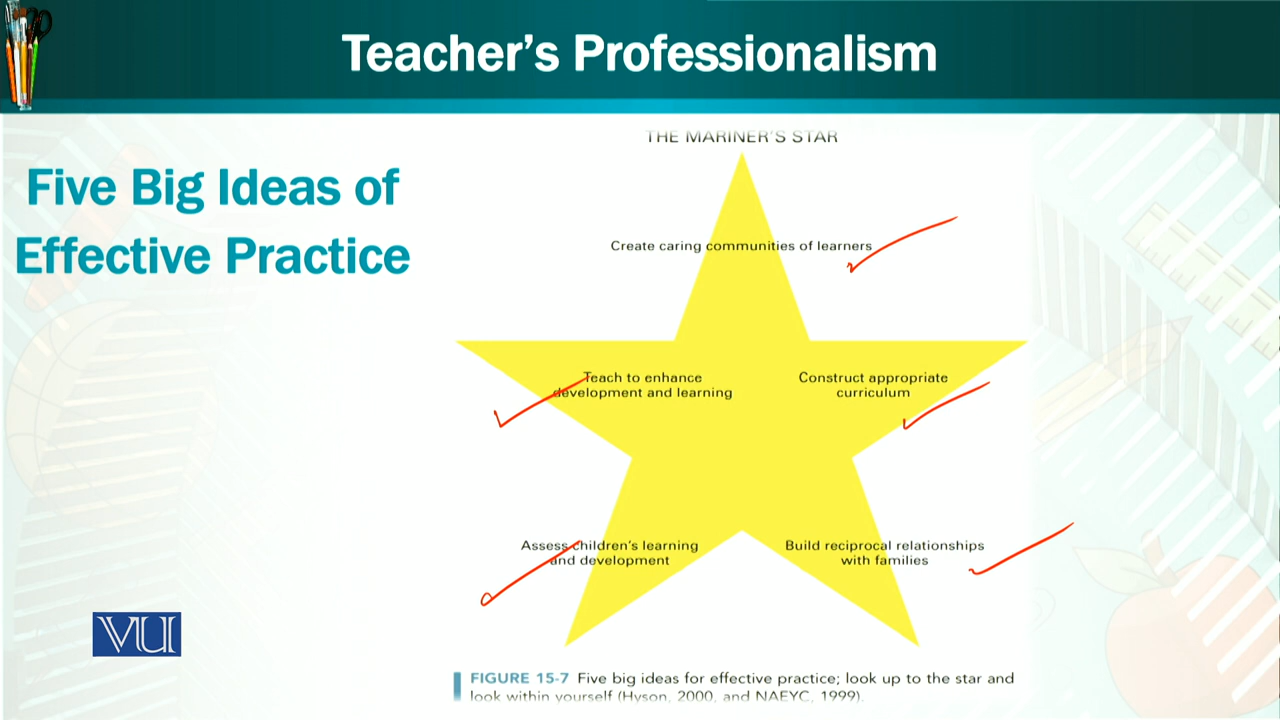 Teacher's Professionalism
Five Big Ideas of
Effective Practice
THE MARINER'S STAR
Create caring communities of learners
Teach to enhance
development and learning
Construct appropriate
curriculum
Assess children's learning
and development
Build reciprocal relationships
with families
VU
FIGURE 15-7 Five big ideas for effective practice; look up to the star and
look within yourself (Hyson, 2000, and NAEYC, 1999).